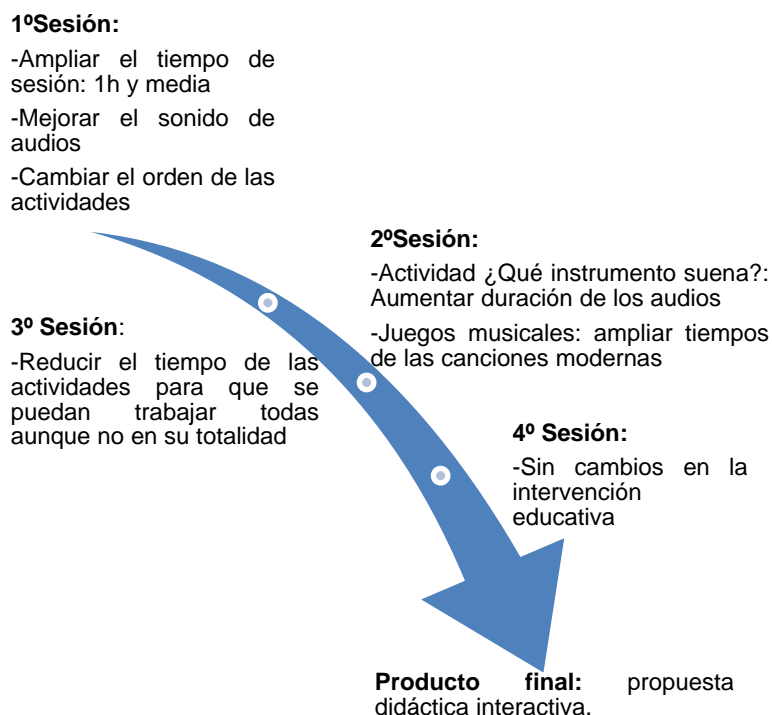 1ºSesión:
-Ampliar el tiempo de
sesión: 1h y media
-Mejorar el sonido de
audios
-Cambiar el orden de las
actividades
2ºSesión:
-Actividad ¿Qué instrumento suena?:
Aumentar duración de los audios
-Juegos musicales: ampliar tiempos
de las canciones modernas
3º Sesión:
-Reducir el tiempo de las
actividades para que se
puedan trabajar todas
aunque no en su totalidad
4º Sesión:
-Sin cambios en la
intervención
educativa
Producto final: propuesta
didáctica interactiva.